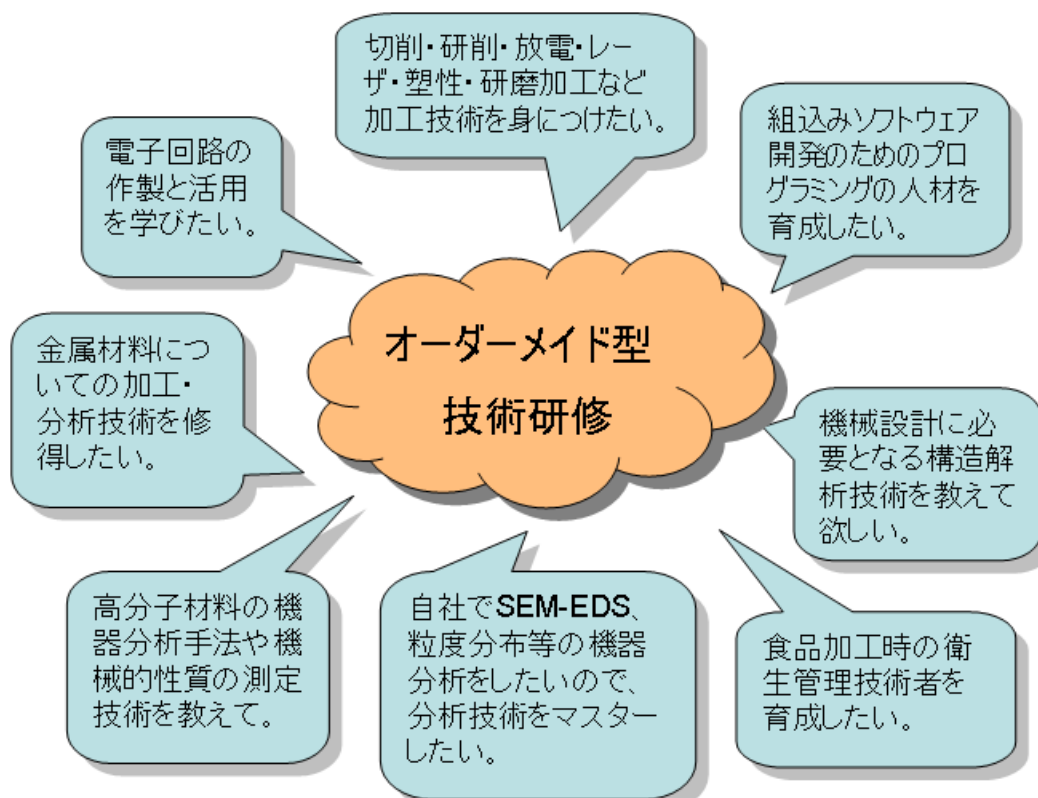 切削・研削・放電・レー
ザ・塑性・研磨加工など
加工技術を身につけたい。
電子回路の
作製と活用
を学びたい。
組込みソフトウェア
開発のためのプロ
グラミングの人材を
育成したい。
オーダーメイド型
技術研修
金属材料につ
いての加工・
分析技術を修
得したい。
機械設計に必
要となる構造解
析技術を教えて
欲しい。
高分子材料の機
器分析手法や機
械的性質の測定
技術を教えて。
自社でSEM-EDS、
粒度分布等の機器
分析をしたいので、
分析技術をマスター
したい。
食品加工時の衛
生管理技術者を
育成したい。